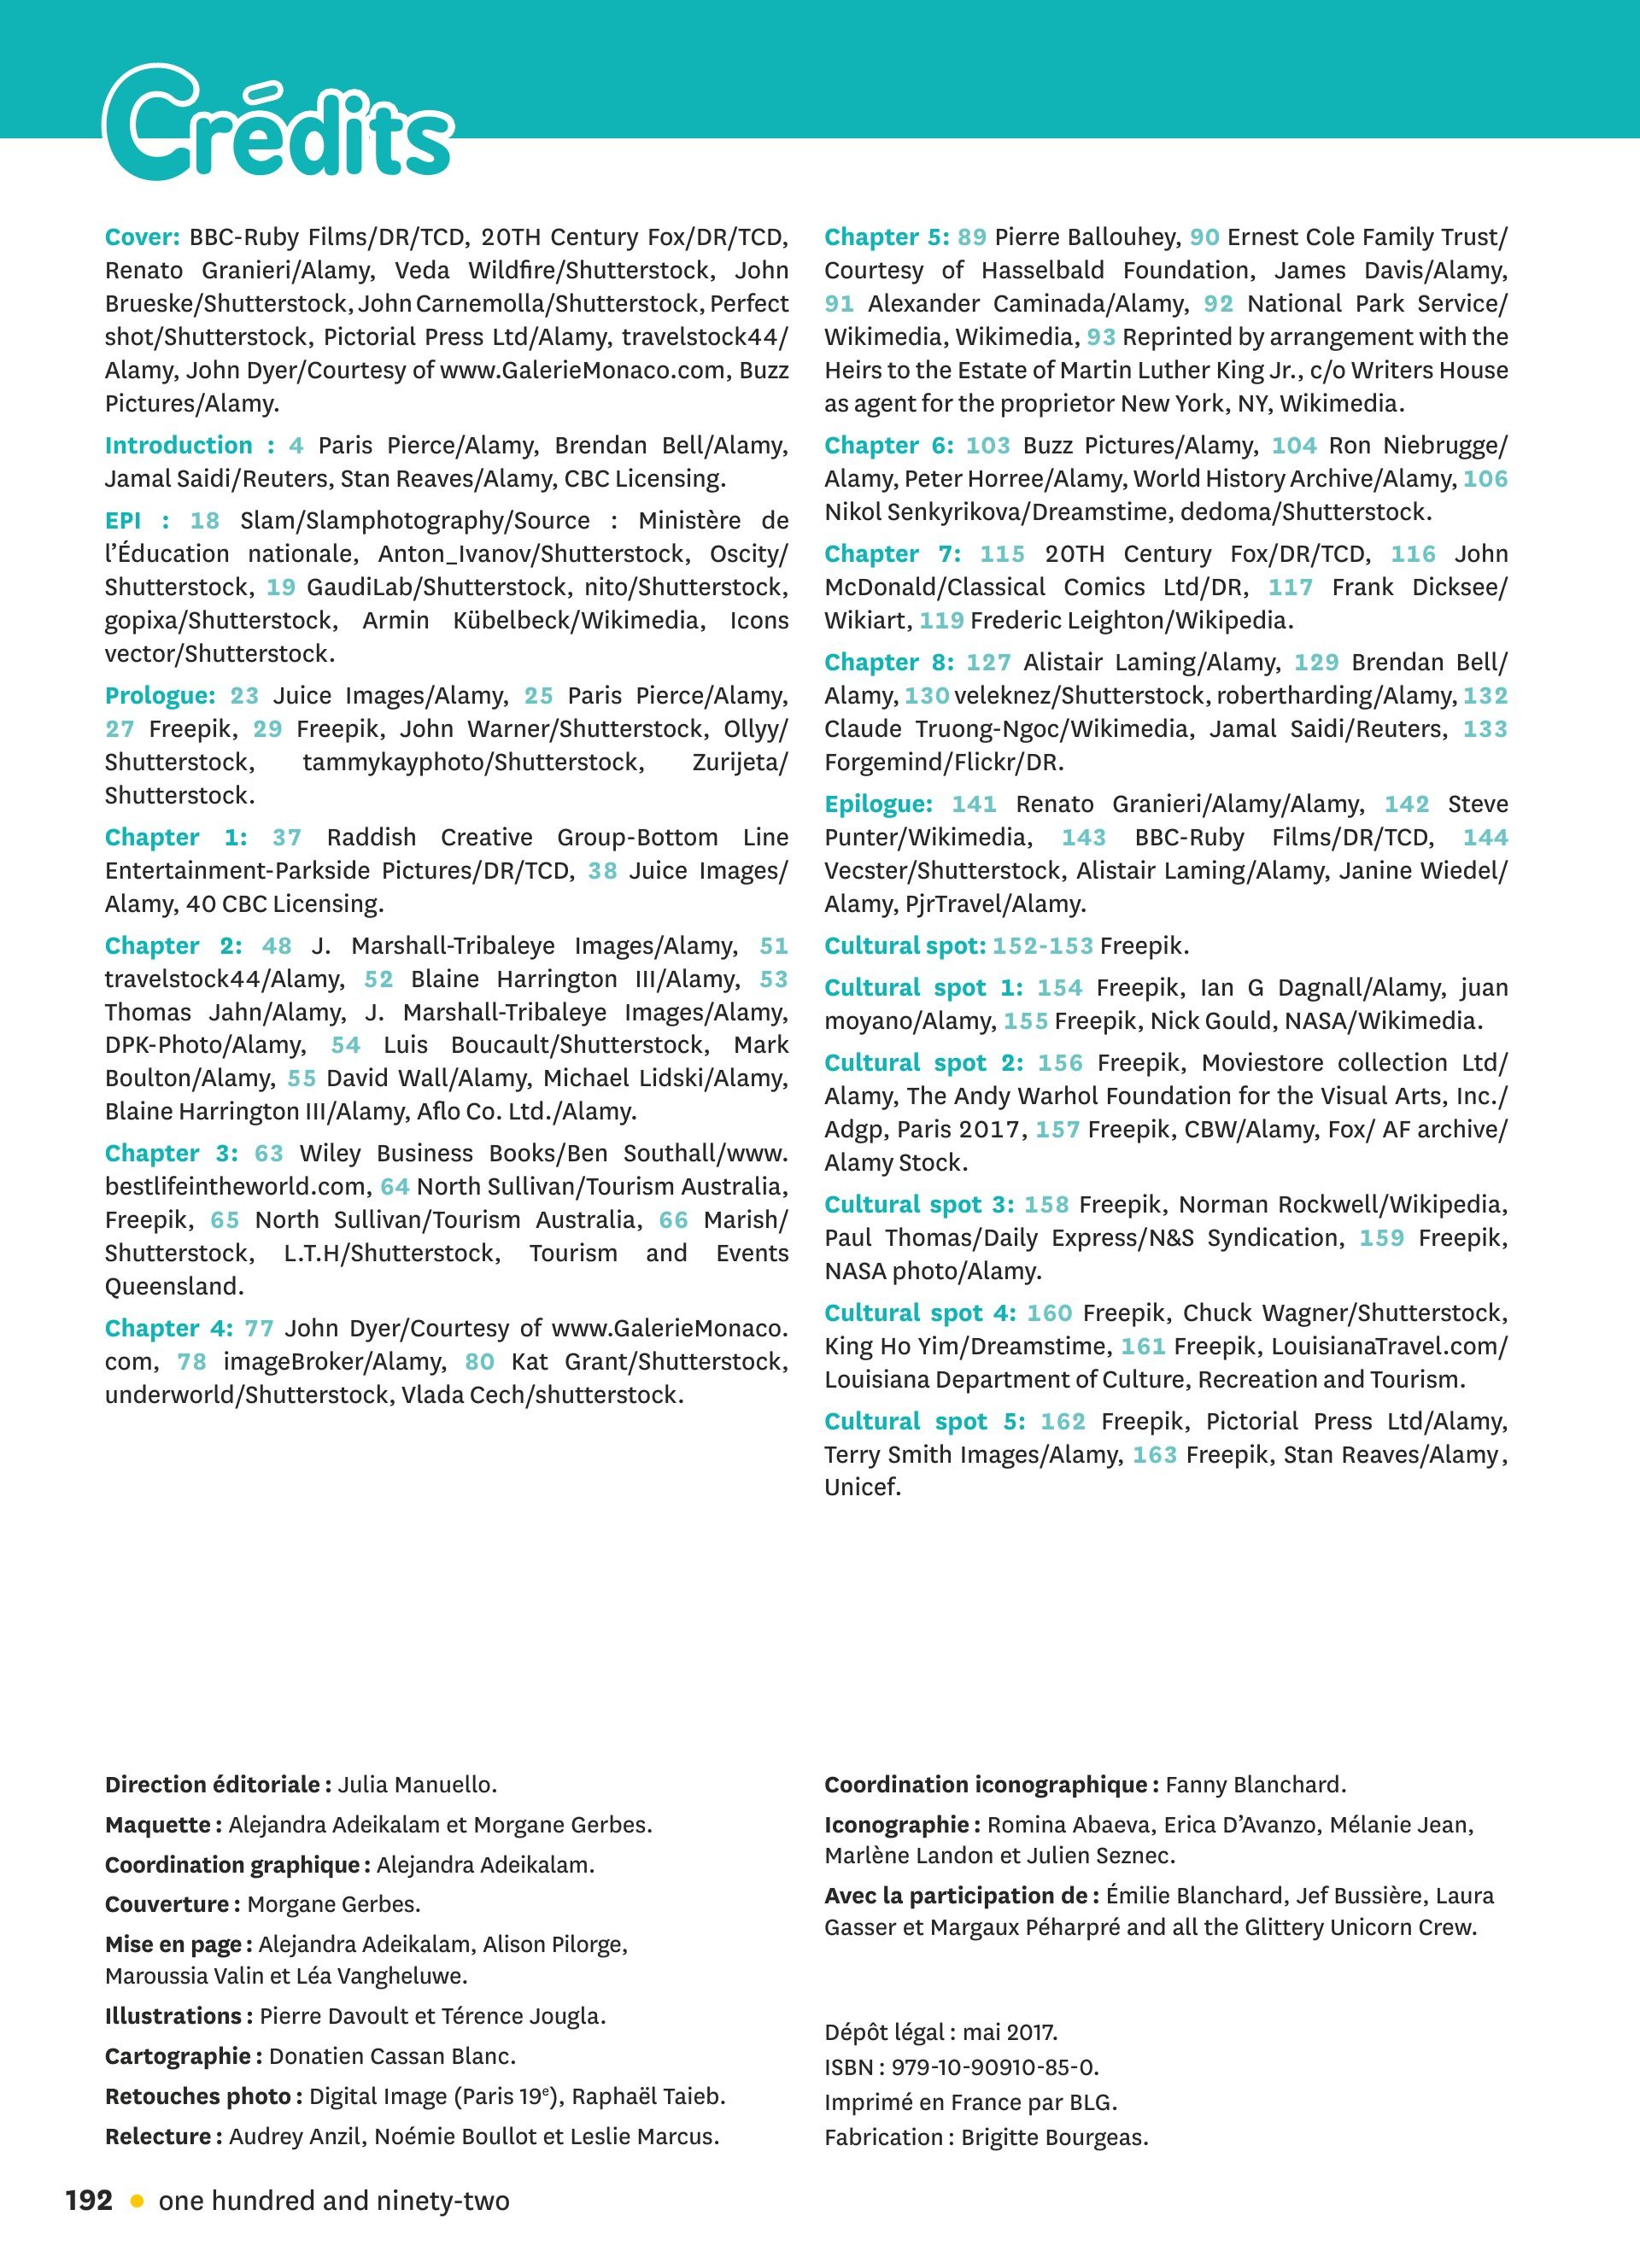 Crédits
Cover: BBC-Ruby Films/DR/TCD, 20TH Century Fox/DR/TCD,
Renato Granieri/Alamy, Veda Wildfire/Shutterstock, John
Brueske/Shutterstock, John Carnemolla/Shutterstock, Perfect
shot/Shutterstock, Pictorial Press Ltd/Alamy, travelstock44/
Alamy, John Dyer/Courtesy of www.GalerieMonaco.com, Buzz
Pictures/Alamy.
Introduction : 4 Paris Pierce/Alamy, Brendan Bell/Alamy,
Jamal Saidi/Reuters, Stan Reaves/Alamy, CBC Licensing.
EPI : 18 Slam/Slamphotography/Source : Ministère de
l’Éducation nationale, Anton_Ivanov/Shutterstock, Oscity/
Shutterstock, 19 GaudiLab/Shutterstock, nito/Shutterstock,
gopixa/Shutterstock, Armin Kübelbeck/Wikimedia, Icons
vector/Shutterstock.
Prologue: 23 Juice Images/Alamy, 25 Paris Pierce/Alamy,
27 Freepik, 29 Freepik, John Warner/Shutterstock, Ollyy/
Shutterstock, tammykayphoto/Shutterstock, Zurijeta/
Shutterstock.
Chapter 1: 37 Raddish Creative Group-Bottom Line
Entertainment-Parkside Pictures/DR/TCD, 38 Juice Images/
Alamy, 40 CBC Licensing.
Chapter 2: 48 J. Marshall-Tribaleye Images/Alamy, 51
travelstock44/Alamy, 52 Blaine Harrington III/Alamy, 53
Thomas Jahn/Alamy, J. Marshall-Tribaleye Images/Alamy,
DPK-Photo/Alamy, 54 Luis Boucault/Shutterstock, Mark
Boulton/Alamy, 55 David Wall/Alamy, Michael Lidski/Alamy,
Blaine Harrington III/Alamy, Aflo Co. Ltd./Alamy.
Chapter 3: 63 Wiley Business Books/Ben Southall/www.
bestlifeintheworld.com, 64 North Sullivan/Tourism Australia,
Freepik, 65 North Sullivan/Tourism Australia, 66 Marish/
Shutterstock, L.T.H/Shutterstock, Tourism and Events
Queensland.
Chapter 4: 77 John Dyer/Courtesy of www.GalerieMonaco.
com, 78 imageBroker/Alamy, 80 Kat Grant/Shutterstock,
underworld/Shutterstock, Vlada Cech/shutterstock.
Chapter 5: 89 Pierre Ballouhey, 90 Ernest Cole Family Trust/
Courtesy of Hasselbald Foundation, James Davis/Alamy,
91 Alexander Caminada/Alamy, 92 National Park Service/
Wikimedia, Wikimedia, 93 Reprinted by arrangement with the
Heirs to the Estate of Martin Luther King Jr., c/o Writers House
as agent for the proprietor New York, NY, Wikimedia.
Chapter 6: 103 Buzz Pictures/Alamy, 104 Ron Niebrugge/
Alamy, Peter Horree/Alamy, World History Archive/Alamy, 106
Nikol Senkyrikova/Dreamstime, dedoma/Shutterstock.
Chapter 7: 115 20TH Century Fox/DR/TCD, 116 John
McDonald/Classical Comics Ltd/DR, 117 Frank Dicksee/
Wikiart, 119 Frederic Leighton/Wikipedia.
Chapter 8: 127 Alistair Laming/Alamy, 129 Brendan Bell/
Alamy, 130 veleknez/Shutterstock, robertharding/Alamy, 132
Claude Truong-Ngoc/Wikimedia, Jamal Saidi/Reuters, 133
Forgemind/Flickr/DR.
Epilogue: 141 Renato Granieri/Alamy/Alamy, 142 Steve
Punter/Wikimedia, 143 BBC-Ruby Films/DR/TCD, 144
Vecster/Shutterstock, Alistair Laming/Alamy, Janine Wiedel/
Alamy, PjrTravel/Alamy.
Cultural spot: 152-153 Freepik.
Cultural spot 1: 154 Freepik, Ian G Dagnall/Alamy, juan
moyano/Alamy, 155 Freepik, Nick Gould, NASA/Wikimedia.
Cultural spot 2: 156 Freepik, Moviestore collection Ltd/
Alamy, The Andy Warhol Foundation for the Visual Arts, Inc./
Adgp, Paris 2017, 157 Freepik, CBW/Alamy, Fox/ AF archive/
Alamy Stock.
Cultural spot 3: 158 Freepik, Norman Rockwell/Wikipedia,
Paul Thomas/Daily Express/N&S Syndication, 159 Freepik,
NASA photo/Alamy.
Cultural spot 4: 160 Freepik, Chuck Wagner/Shutterstock,
King Ho Yim/Dreamstime, 161 Freepik, LouisianaTravel.com/
Louisiana Department of Culture, Recreation and Tourism.
Cultural spot 5: 162 Freepik, Pictorial Press Ltd/Alamy,
Terry Smith Images/Alamy, 163 Freepik, Stan Reaves/Alamy,
Unicef.
Direction éditoriale : Julia Manuello.
Maquette : Alejandra Adeikalam et Morgane Gerbes.
Coordination graphique : Alejandra Adeikalam.
Couverture : Morgane Gerbes.
Mise en page : Alejandra Adeikalam, Alison Pilorge,
Maroussia Valin et Léa Vangheluwe.
Illustrations : Pierre Davoult et Térence Jougla.
Cartographie : Donatien Cassan Blanc.
Retouches photo : Digital Image (Paris 19e), Raphaël Taieb.
Relecture : Audrey Anzil, Noémie Boullot et Leslie Marcus.
Coordination iconographique : Fanny Blanchard.
Iconographie : Romina Abaeva, Erica D’Avanzo, Mélanie Jean,
Marlène Landon et Julien Seznec.
Avec la participation de : Émilie Blanchard, Jef Bussière, Laura
Gasser et Margaux Péharpré and all the Glittery Unicorn Crew.
Dépôt légal : mai 2017.
ISBN : 979-10-90910-85-0.
Imprimé en France par BLG.
Fabrication : Brigitte Bourgeas.
192 • one hundred and ninety-two